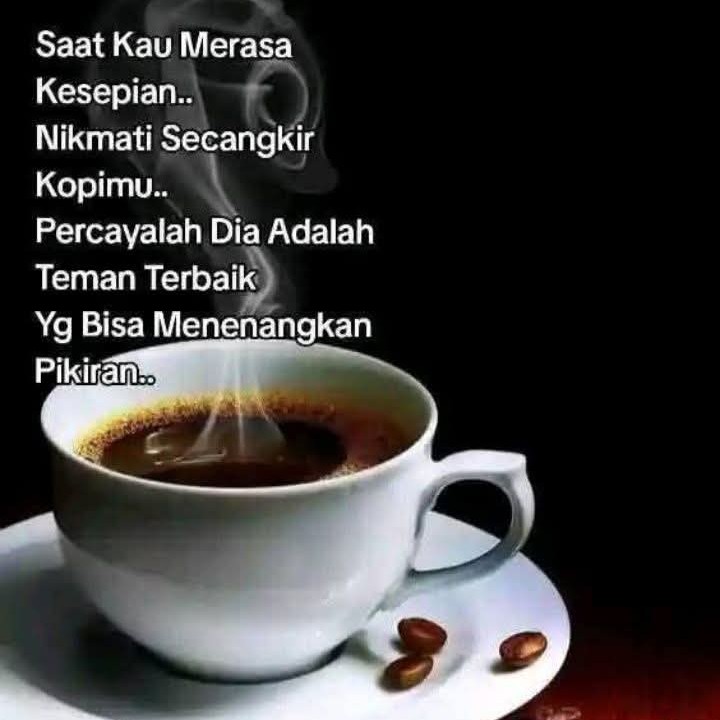 Saat Kau Merasa
Kesepian..
Nikmati Secangkir
Kopimu..
Percayalah Dia Adalah
Teman Terbaik
Yg Bisa Menenangkan
Pikiran..